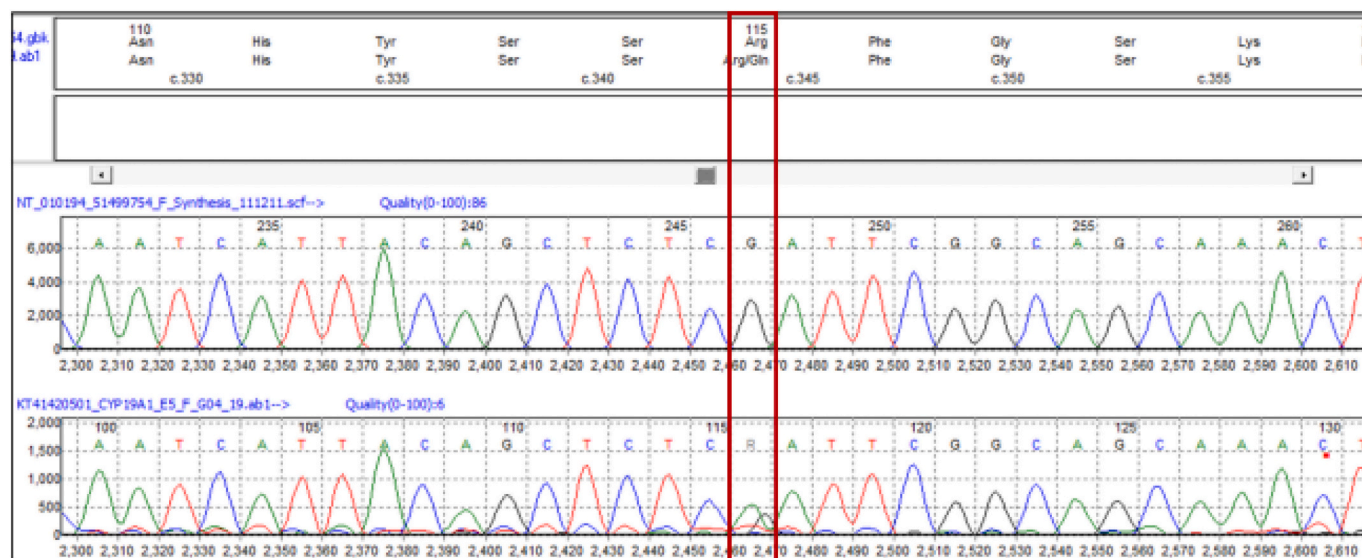 110 115
54.gbk Asn His Tyr Ser Ser Arg Phe Gly Ser Lys
.ab1 Asn His Tyr Ser Ser Arg/Gln Phe Gly Ser Lys
c.330 c.335 c.340 c.345 c.350 c.355
NT_010194_51499754_F_Synthesis_111211.scf--> Quality(0-100):86
235 240 245 250 255 260
A A T C A T T A C A G C T C T C G A T T C G G C A G C A A A C T
6,000
4,000
2,000
0
2,300 2,310 2,320 2,330 2,340 2,350 2,360 2,370 2,380 2,390 2,400 2,410 2,420 2,430 2,440 2,450 2,460 2,470 2,480 2,490 2,500 2,510 2,520 2,530 2,540 2,550 2,560 2,570 2,580 2,590 2,600 2,610
KT41420501_CYP19A1_E5_F_G04_19.ab1--> Quality(0-100):6
2,000 100 105 110 115 120 125 130
A A T C A T T A C A G C T C T C R A T T C G G C A G C A A A C T
1,500
1,000
500
0
2,300 2,310 2,320 2,330 2,340 2,350 2,360 2,370 2,380 2,390 2,400 2,410 2,420 2,430 2,440 2,450 2,460 2,470 2,480 2,490 2,500 2,510 2,520 2,530 2,540 2,550 2,560 2,570 2,580 2,590 2,600 2,610